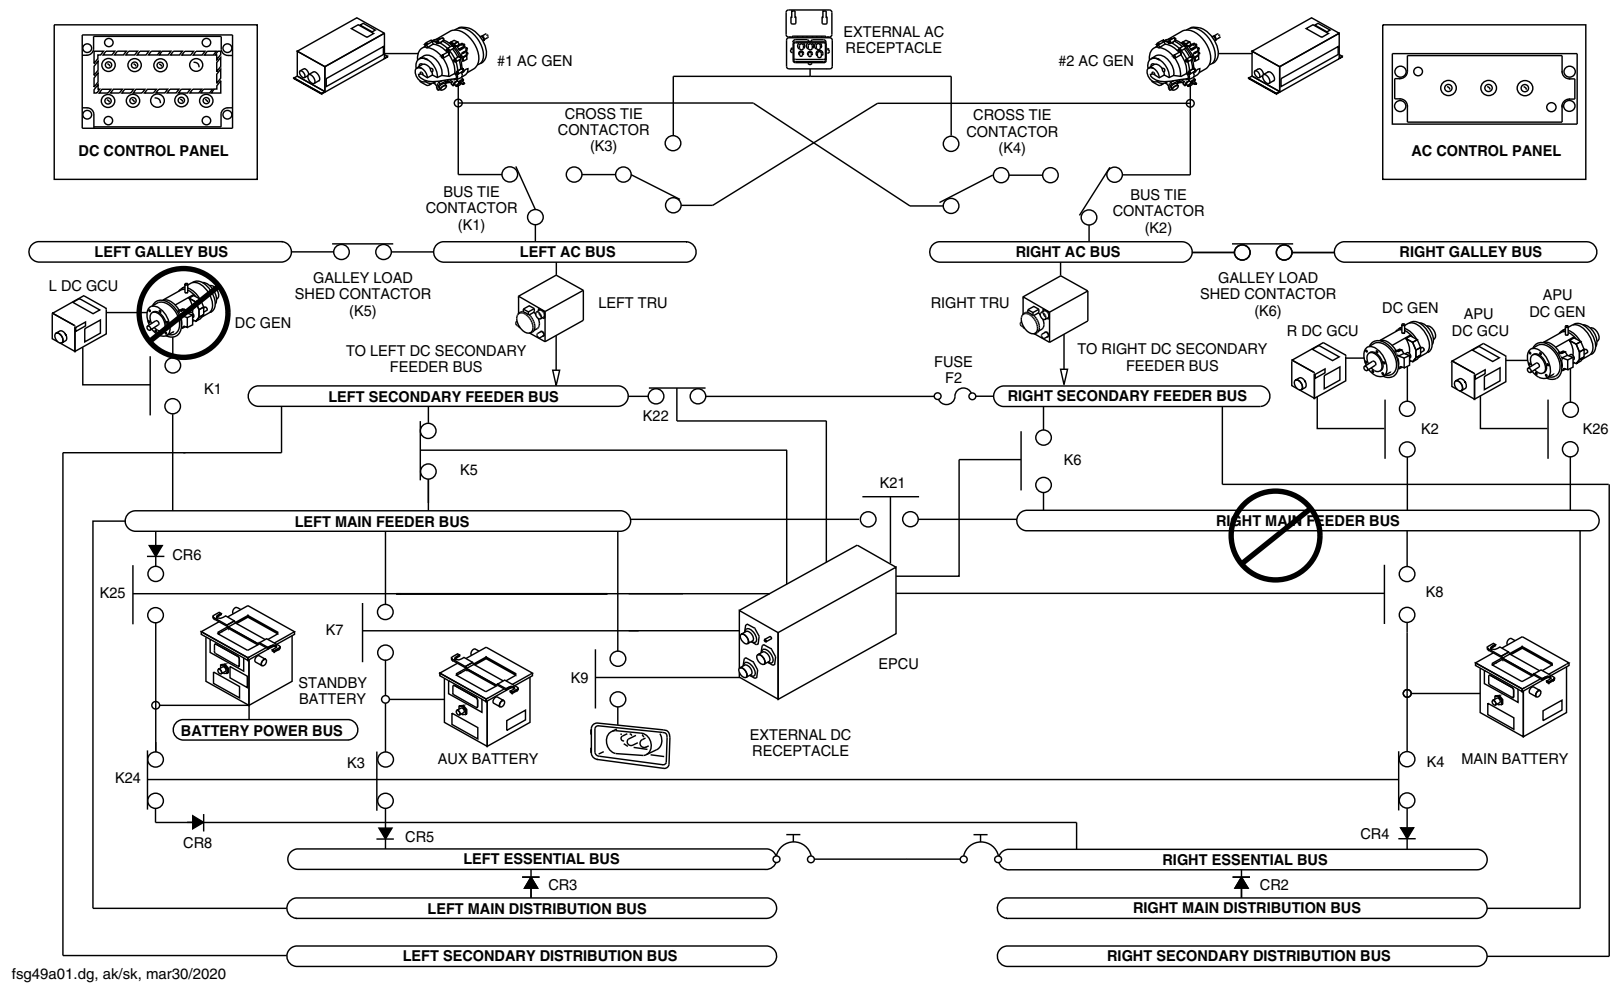 EXTERNAL AC
RECEPTACLE
#1 AC GEN
#2 AC GEN
DC CONTROL PANEL
CROSS TIE
CONTACTOR
(K3)
CROSS TIE
CONTACTOR
(K4)
AC CONTROL PANEL
BUS TIE
CONTACTOR
(K1)
BUS TIE
CONTACTOR
(K2)
LEFT GALLEY BUS
LEFT AC BUS
RIGHT AC BUS
RIGHT GALLEY BUS
GALLEY LOAD
SHED CONTACTOR
(K5)
GALLEY LOAD
SHED CONTACTOR
(K6)
L DC GCU
DC GEN
LEFT TRU
RIGHT TRU
R DC GCU
DC GEN
APU
DC GCU
APU
DC GEN
TO LEFT DC SECONDARY
FEEDER BUS
TO RIGHT DC SECONDARY
FEEDER BUS
FUSE
F2
K1
LEFT SECONDARY FEEDER BUS
K22
RIGHT SECONDARY FEEDER BUS
K2
K26
K5
K6
K21
LEFT MAIN FEEDER BUS
RIGHT MAIN FEEDER BUS
CR6
K25
K8
K7
EPCU
K9
STANDBY
BATTERY
BATTERY POWER BUS
AUX BATTERY
EXTERNAL DC
RECEPTACLE
MAIN BATTERY
K24
K3
K4
CR8
CR5
CR4
LEFT ESSENTIAL BUS
RIGHT ESSENTIAL BUS
CR3
CR2
LEFT MAIN DISTRIBUTION BUS
RIGHT MAIN DISTRIBUTION BUS
LEFT SECONDARY DISTRIBUTION BUS
RIGHT SECONDARY DISTRIBUTION BUS
fsg49a01.dg, ak/sk, mar30/2020